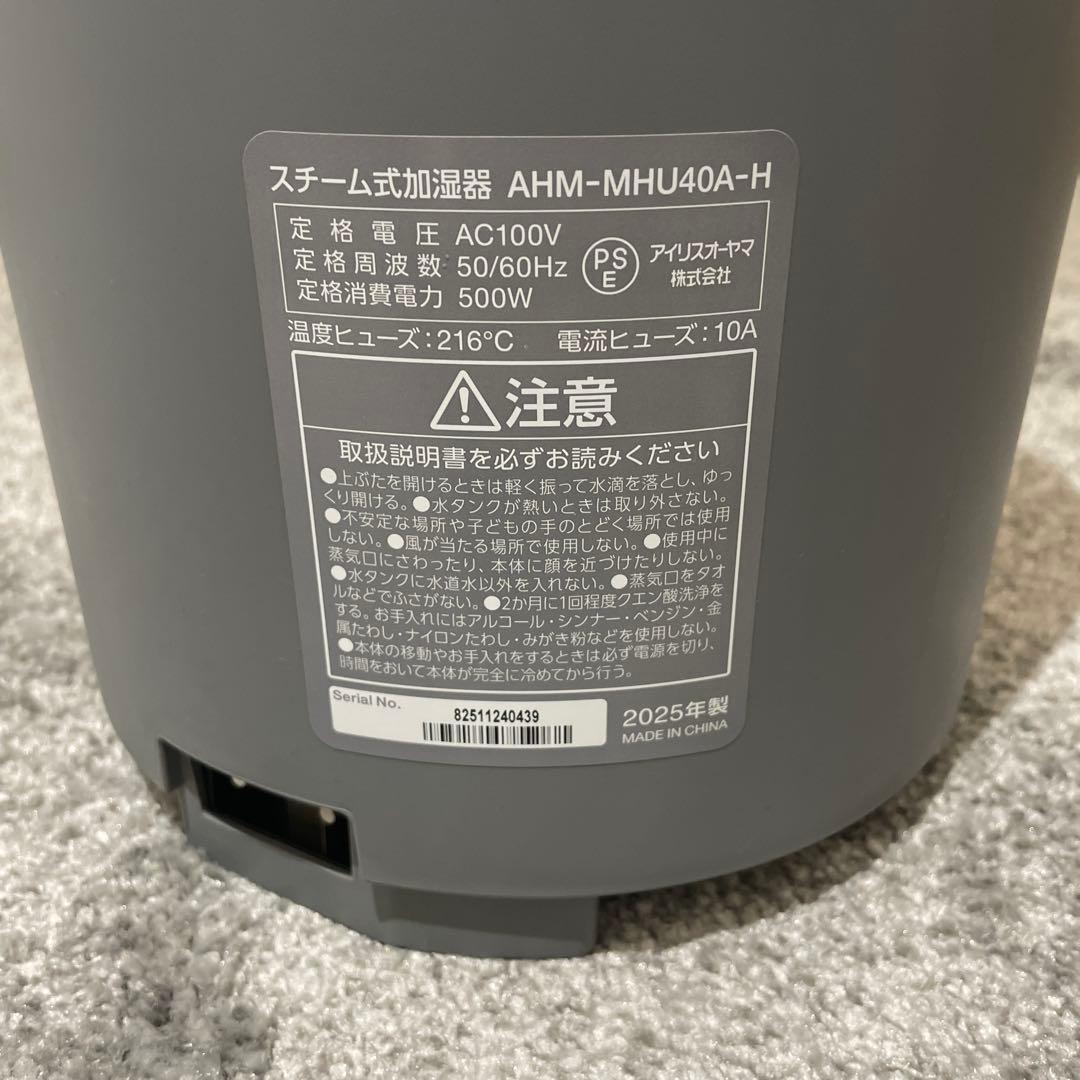 スチーム式加湿器 AHM-MHU40A-H
定格電圧 AC100V
定格周波数 50/60Hz
定格消費電力 500W
PS
E
アイリスオーヤマ
株式会社
温度ヒューズ:216℃ 電流ヒューズ:10A
注意
取扱説明書を必ずお読みください
●上ぶたを開けるときは軽く振って水滴を落とし、ゆっ
くり開ける。●水タンクが熱いときは取り外さない。
●不安定な場所や子どもの手のとどく場所では使用
しない。●風が当たる場所で使用しない。●使用中に
蒸気口にさわったり、本体に顔を近づけたりしない。
●水タンクに水道水以外を入れない。●蒸気口をタオ
ルなどでふさがない。●2か月に1回程度クエン酸洗浄を
する。お手入れにはアルコール・シンナー・ベンジン・金
属たわし・ナイロンたわし・みがき粉などを使用しない。
●本体の移動やお手入れをするときは必ず電源を切り、
時間をおいて本体が完全に冷めてから行う。
Serial No.
82511240439
2025年製
MADE IN CHINA